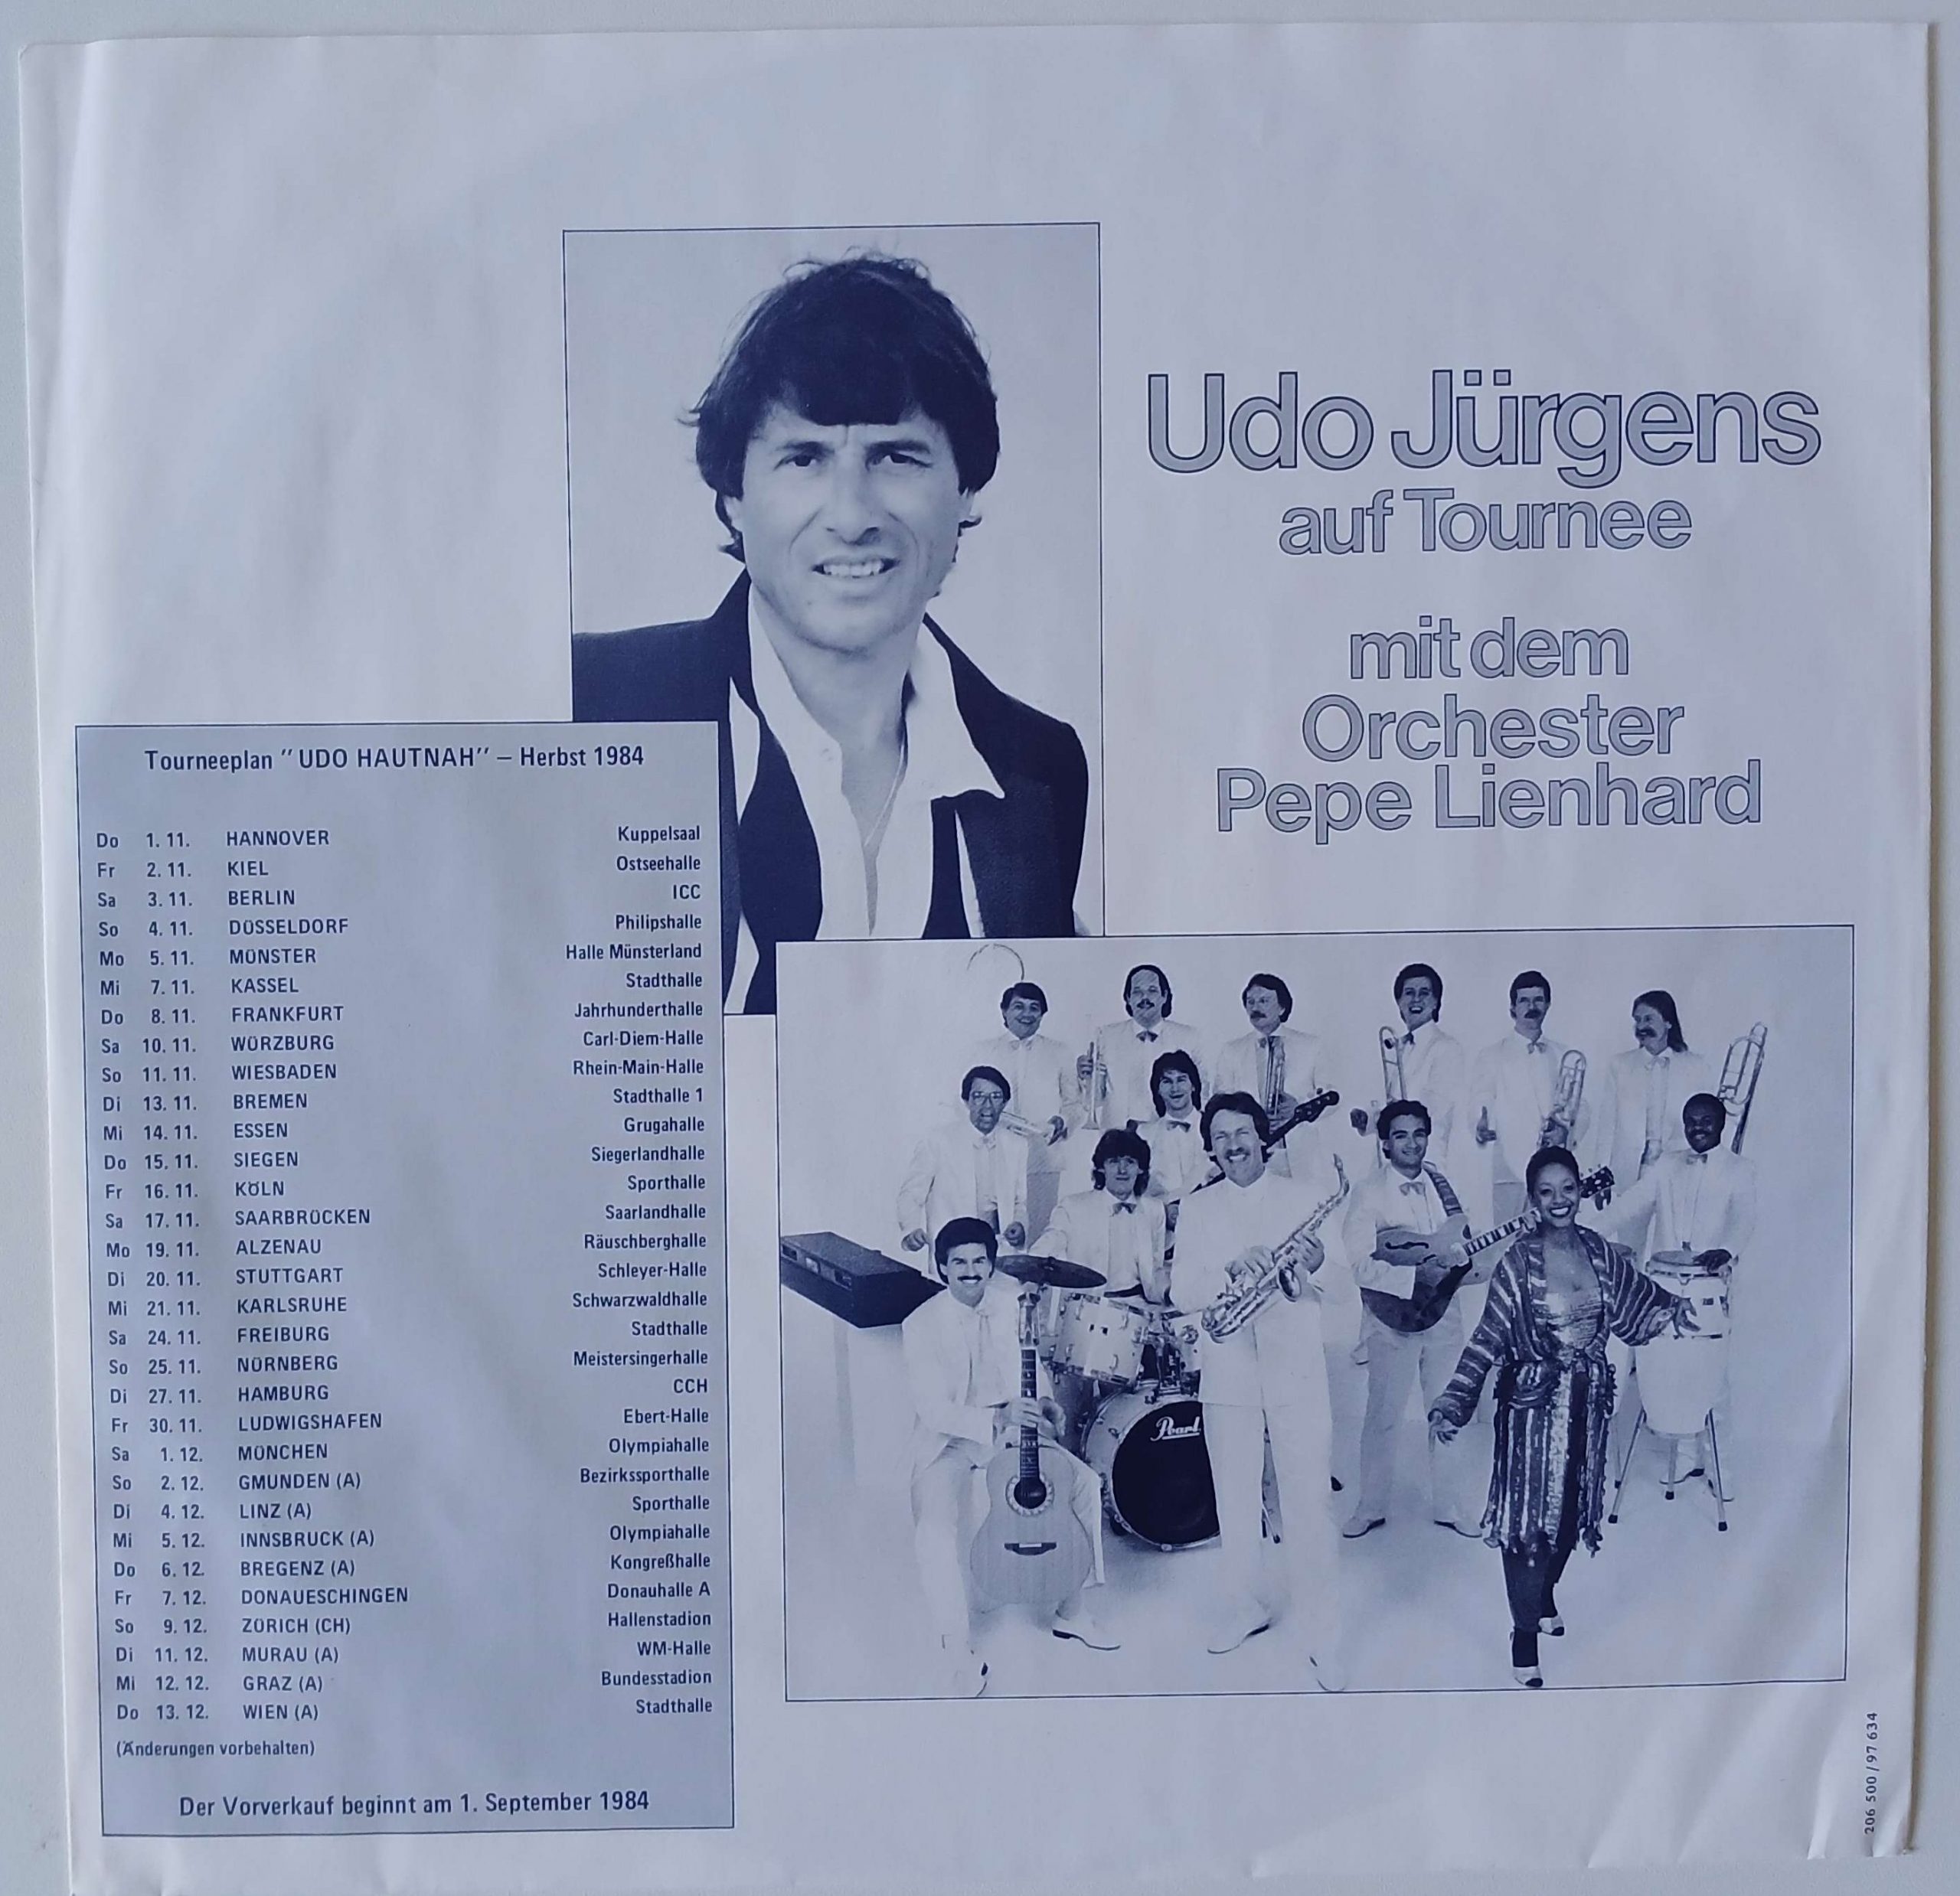 Udo Jürgens
auf Tournee
mit dem
Orchester
Pepe Lienhard
Tourneeplan "UDO HAUTNAH" – Herbst 1984
Do 1. 11. HANNOVER Kuppelsaal
Fr 2. 11. KIEL Ostseehalle
Sa 3. 11. BERLIN ICC
So 4. 11. DÜSSELDORF Philipshalle
Mo 5. 11. MÜNSTER Halle Münsterland
Mi 7. 11. KASSEL Stadthalle
Do 8. 11. FRANKFURT Jahrhunderthalle
Sa 10. 11. WÜRZBURG Carl-Diem-Halle
So 11. 11. WIESBADEN Rhein-Main-Halle
Di 13. 11. BREMEN Stadthalle 1
Mi 14. 11. ESSEN Grugahalle
Do 15. 11. SIEGEN Siegerlandhalle
Fr 16. 11. KÖLN Sporthalle
Sa 17. 11. SAARBRÜCKEN Saarlandhalle
Mo 19. 11. ALZENAU Räuschberghalle
Di 20. 11. STUTTGART Schleyer-Halle
Mi 21. 11. KARLSRUHE Schwarzwaldhalle
Sa 24. 11. FREIBURG Stadthalle
So 25. 11. NÜRNBERG Meistersingerhalle
Di 27. 11. HAMBURG CCH
Fr 30. 11. LUDWIGSHAFEN Ebert-Halle
Sa 1. 12. MÜNCHEN Olympiahalle
So 2. 12. GMUNDEN (A) Bezirkssporthalle
Di 4. 12. LINZ (A) Sporthalle
Mi 5. 12. INNSBRUCK (A) Olympiahalle
Do 6. 12. BREGENZ (A) Kongreßhalle
Fr 7. 12. DONAUESCHINGEN Donauhalle A
So 9. 12. ZÜRICH (CH) Hallenstadion
Di 11. 12. MURAU (A) WM-Halle
Mi 12. 12. GRAZ (A) Bundesstadion
Do 13. 12. WIEN (A) Stadthalle
(Änderungen vorbehalten)
Der Vorverkauf beginnt am 1. September 1984
Pearl
206 500/97 634